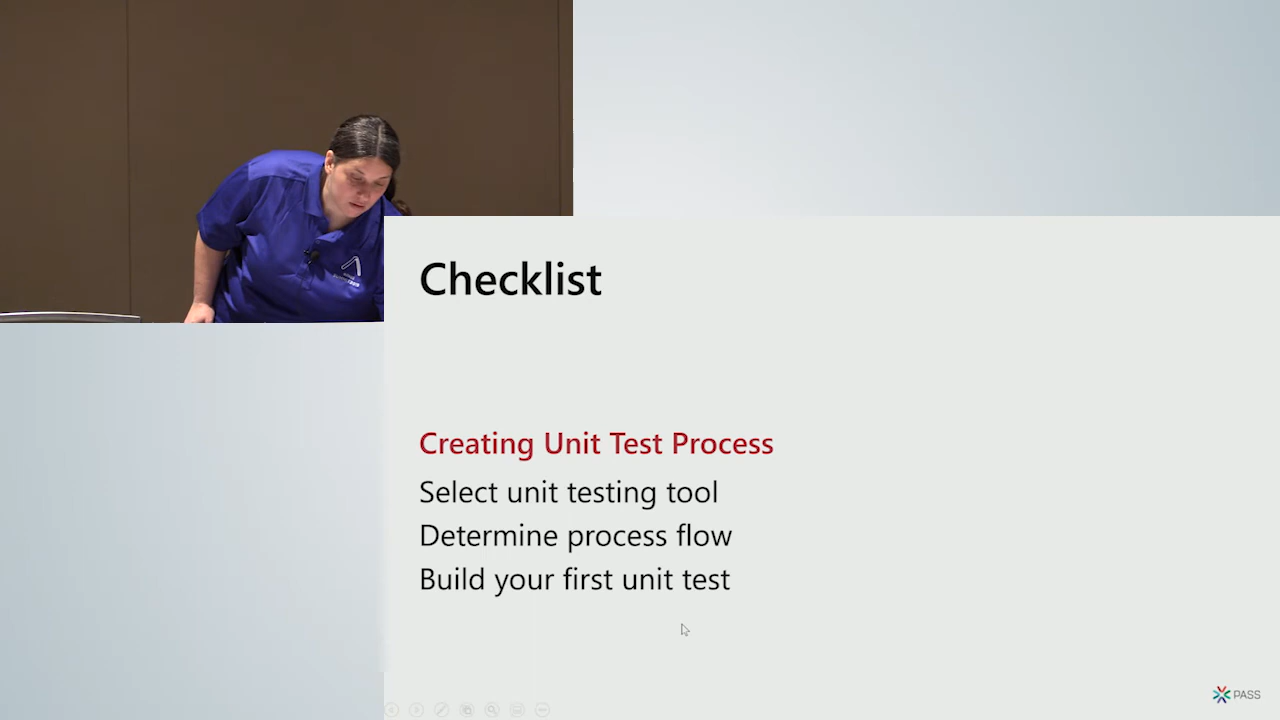 Checklist
Creating Unit Test Process
Select unit testing tool
Determine process flow
Build your first unit test
PASS